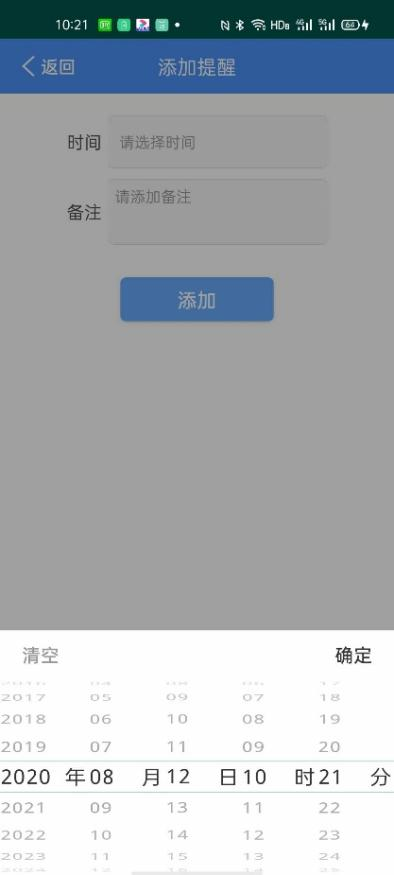 10:21 HD 64
返回 添加提醒
时间 请选择时间
备注 请添加备注
添加
清空 确定
2017 05 09 07 18
2018 06 10 08 19
2019 07 11 09 20
2020 年 08 月 12 日 10 时 21 分
2021 09 13 11 22
2022 10 14 12 23
2023 11 15 13 24